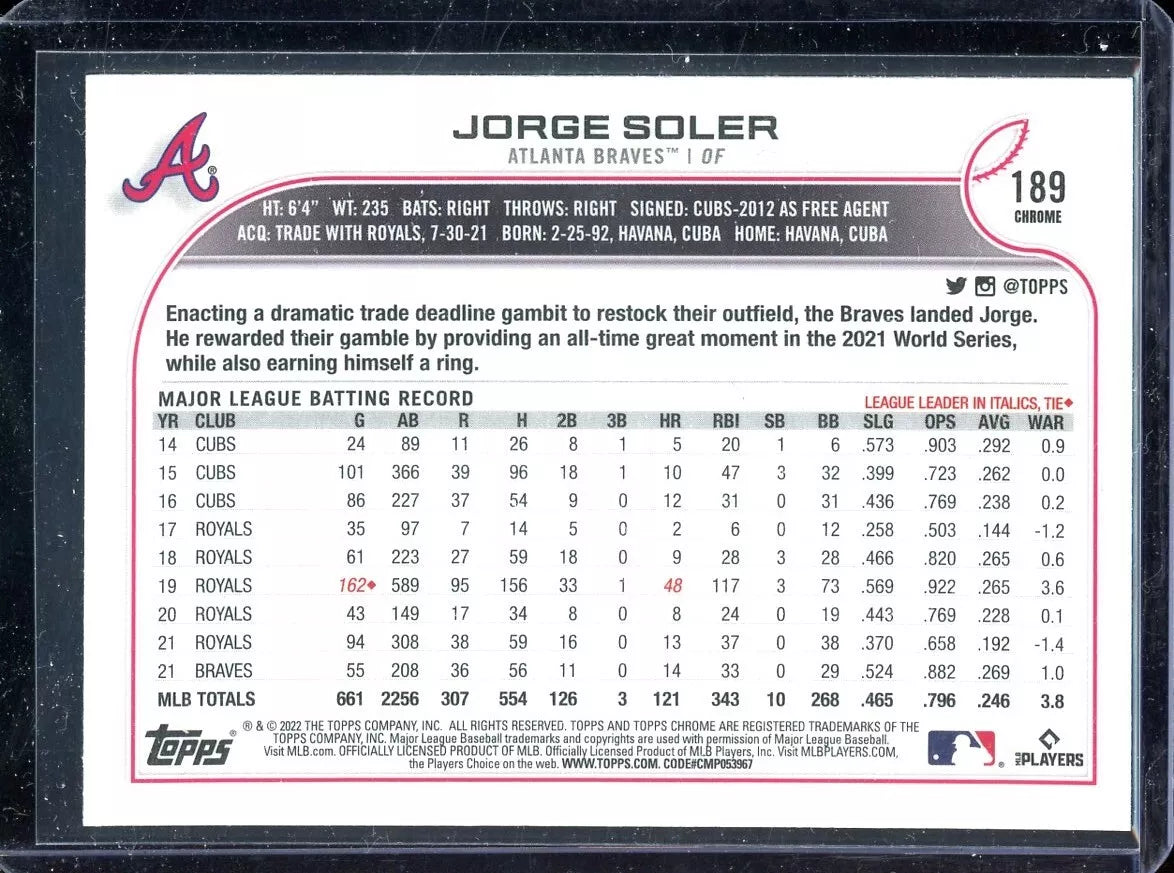 JORGE SOLER
ATLANTA BRAVES™ | OF
189
CHROME
HT: 6'4" WT: 235 BATS: RIGHT THROWS: RIGHT SIGNED: CUBS-2012 AS FREE AGENT
ACQ: TRADE WITH ROYALS, 7-30-21 BORN: 2-25-92, HAVANA, CUBA HOME: HAVANA, CUBA
@TOPPS
Enacting a dramatic trade deadline gambit to restock their outfield, the Braves landed Jorge.
He rewarded their gamble by providing an all-time great moment in the 2021 World Series,
while also earning himself a ring.
MAJOR LEAGUE BATTING RECORD LEAGUE LEADER IN ITALICS, TIE◆
YR CLUB G AB R H 2B 3B HR RBI SB BB SLG OPS AVG WAR
14 CUBS 24 89 11 26 8 1 5 20 1 6 .573 .903 .292 0.9
15 CUBS 101 366 39 96 18 1 10 47 3 32 .399 .723 .262 0.0
16 CUBS 86 227 37 54 9 0 12 31 0 31 .436 .769 .238 0.2
17 ROYALS 35 97 7 14 5 0 2 6 0 12 .258 .503 .144 -1.2
18 ROYALS 61 223 27 59 18 0 9 28 3 28 .466 .820 .265 0.6
19 ROYALS 162◆ 589 95 156 33 1 48 117 3 73 .569 .922 .265 3.6
20 ROYALS 43 149 17 34 8 0 8 24 0 19 .443 .769 .228 0.1
21 ROYALS 94 308 38 59 16 0 13 37 0 38 .370 .658 .192 -1.4
21 BRAVES 55 208 36 56 11 0 14 33 0 29 .524 .882 .269 1.0
MLB TOTALS 661 2256 307 554 126 3 121 343 10 268 .465 .796 .246 3.8
topps®
® & © 2022 THE TOPPS COMPANY, INC. ALL RIGHTS RESERVED. TOPPS AND TOPPS CHROME ARE REGISTERED TRADEMARKS OF THE
TOPPS COMPANY, INC. Major League Baseball trademarks and copyrights are used with permission of Major League Baseball.
Visit MLB.com. OFFICIALLY LICENSED PRODUCT OF MLB. Officially Licensed Product of MLB Players, Inc. Visit MLBPLAYERS.COM,
the Players Choice on the web. WWW.TOPPS.COM. CODE#CMP053967
MLB PLAYERS